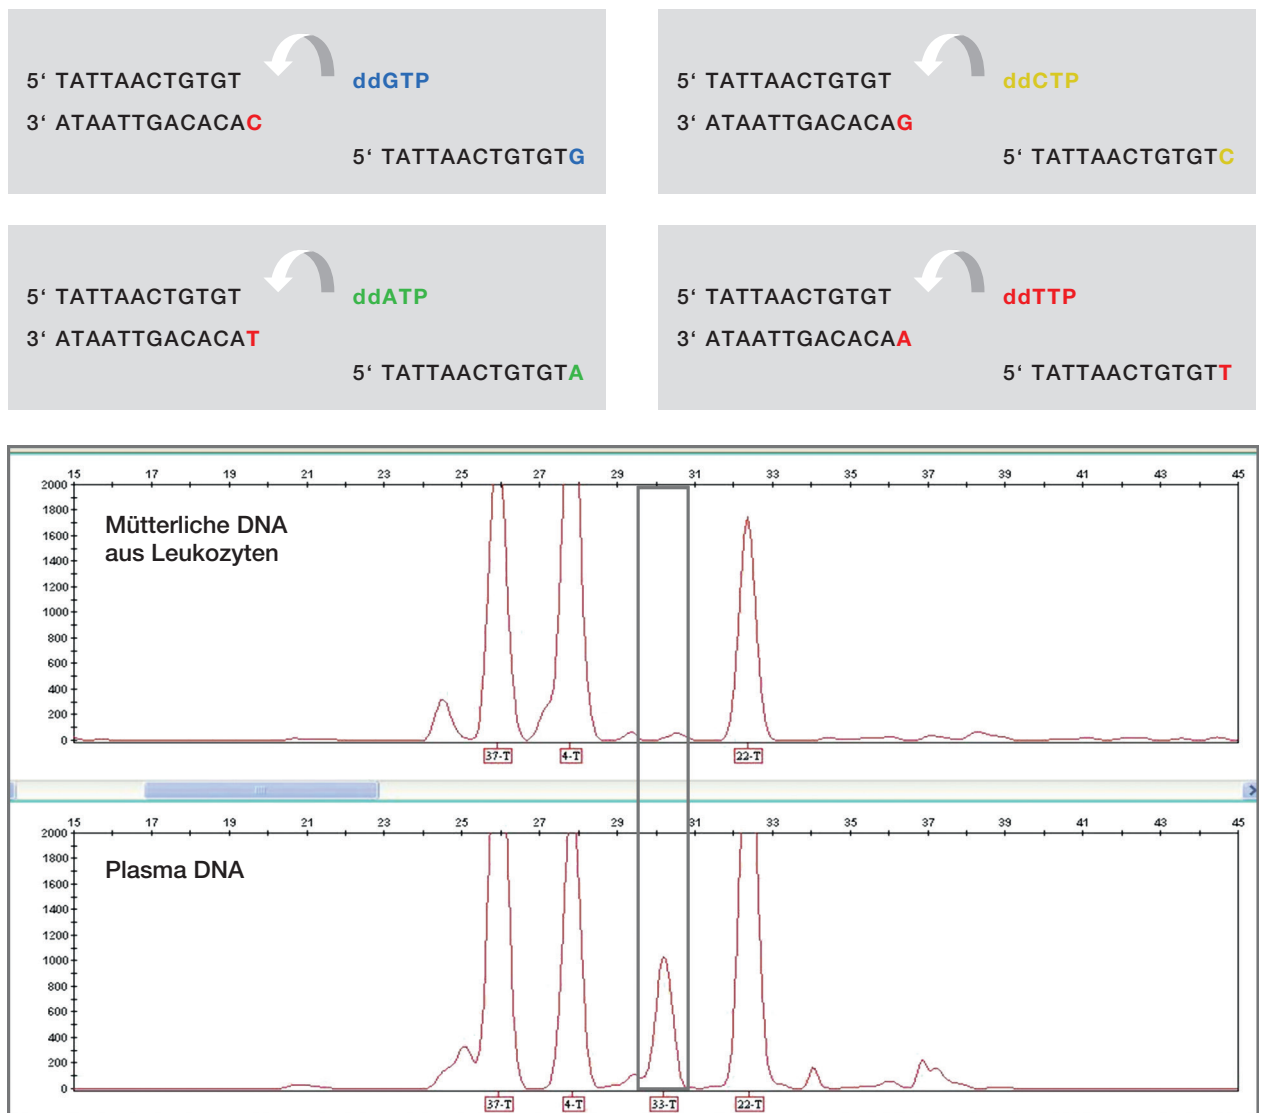 5‘ TATTAACTGTGT ddGTP
3‘ ATAATTGACACAC
5‘ TATTAACTGTGTG
5‘ TATTAACTGTGT ddCTP
3‘ ATAATTGACACAG
5‘ TATTAACTGTGTC
5‘ TATTAACTGTGT ddATP
3‘ ATAATTGACACAT
5‘ TATTAACTGTGTA
5‘ TATTAACTGTGT ddTTP
3‘ ATAATTGACACAA
5‘ TATTAACTGTGTT
15 17 19 21 23 25 27 29 31 33 35 37 39 41 43 45
2000
1800
1600
1400
1200
1000
800
600
400
200
0
Mütterliche DNA
aus Leukozyten
37-T 4-T 22-T
15 17 19 21 23 25 27 29 31 33 35 37 39 41 43 45
2000
1800
1600
1400
1200
1000
800
600
400
200
0
Plasma DNA
37-T 4-T 33-T 22-T